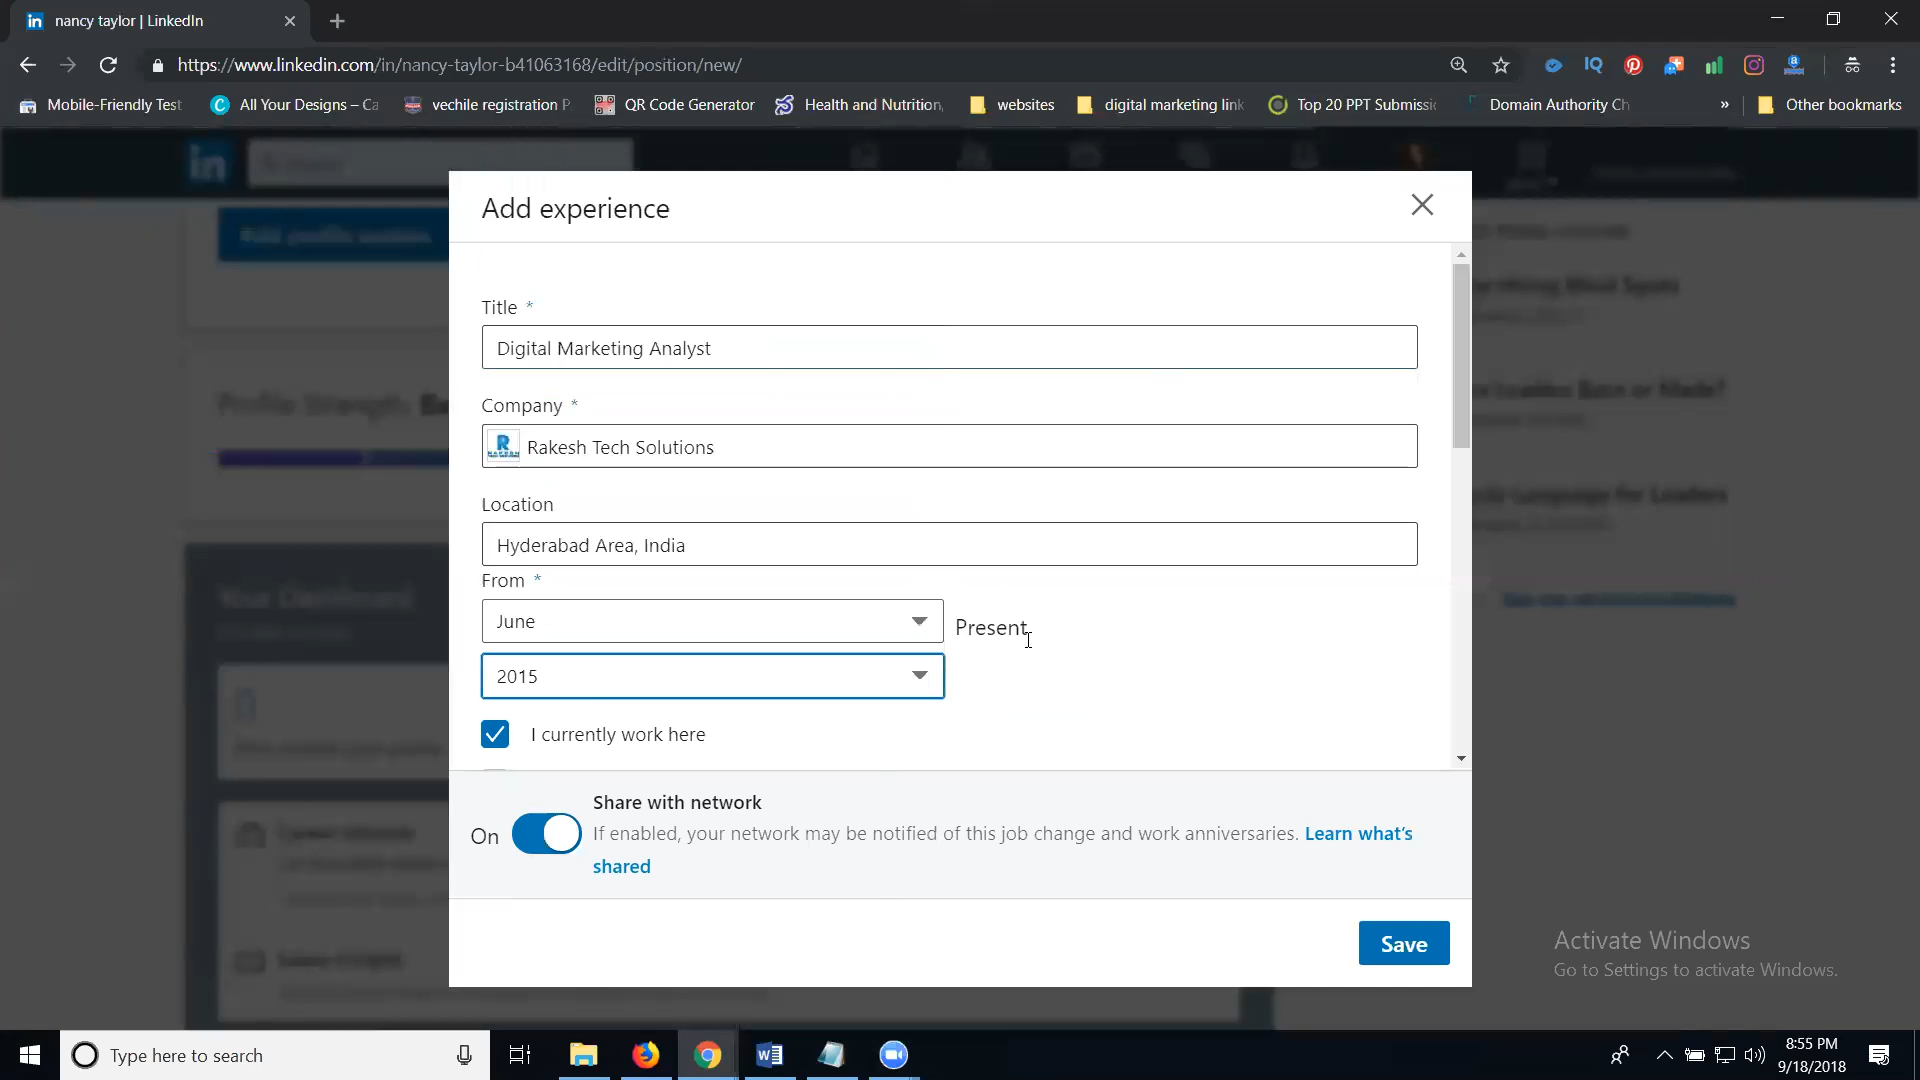 nancy taylor | LinkedIn
https://www.linkedin.com/in/nancy-taylor-b41063168/edit/position/new/
Mobile-Friendly Test
All Your Designs – Ca
vechile registration P
QR Code Generator
Health and Nutrition,
websites
digital marketing link
Top 20 PPT Submissic
Domain Authority Ch
»
Other bookmarks
in
Add experience
Title *
Digital Marketing Analyst
Company *
Rakesh Tech Solutions
Location
Hyderabad Area, India
From *
June
Present
2015
I currently work here
On
Share with network
If enabled, your network may be notified of this job change and work anniversaries. Learn what's
shared
Save
Activate Windows
Go to Settings to activate Windows.
Type here to search
8:55 PM
9/18/2018